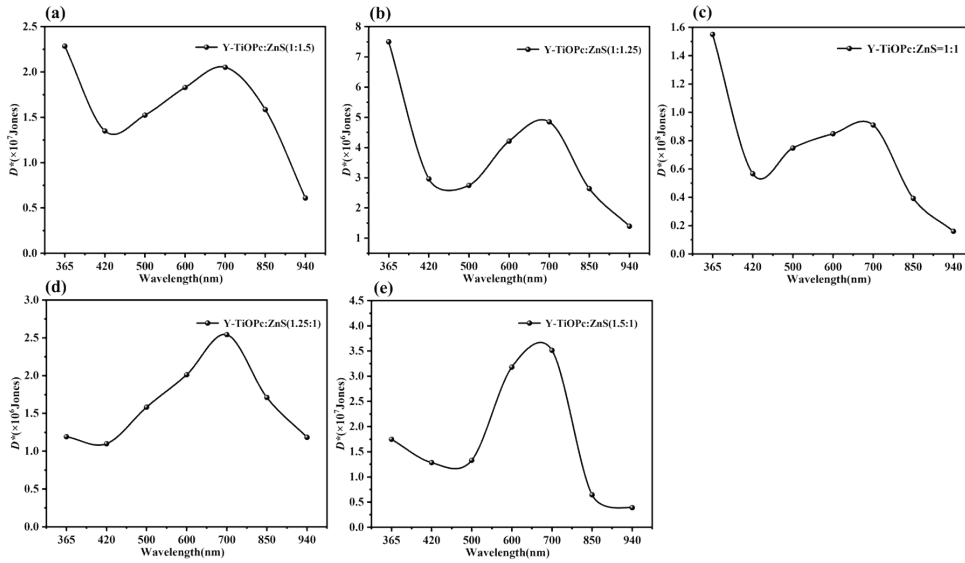 (a)
Y-TiOPc:ZnS(1:1.5)
D*(×10⁷Jones)
2.5
2.0
1.5
1.0
0.5
0.0
365 420 500 600 700 850 940
Wavelength(nm)
(b)
Y-TiOPc:ZnS(1:1.25)
D*(×10⁶Jones)
8
7
6
5
4
3
2
1
365 420 500 600 700 850 940
Wavelength(nm)
(c)
Y-TiOPc:ZnS=1:1
D*(×10⁸Jones)
1.6
1.4
1.2
1.0
0.8
0.6
0.4
0.2
0.0
365 420 500 600 700 850 940
Wavelength(nm)
(d)
Y-TiOPc:ZnS(1.25:1)
D*(×10⁶Jones)
3.0
2.5
2.0
1.5
1.0
0.5
0.0
365 420 500 600 700 850 940
Wavelength(nm)
(e)
Y-TiOPc:ZnS(1.5:1)
D*(×10⁷Jones)
4.5
4.0
3.5
3.0
2.5
2.0
1.5
1.0
0.5
0.0
365 420 500 600 700 850 940
Wavelength(nm)